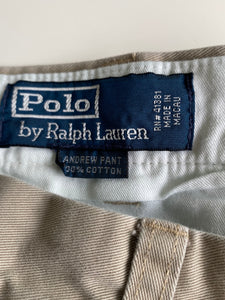 Polo
by Ralph Lauren
RN# 41381
MADE IN
MACAU
ANDREW PANT
100% COTTON